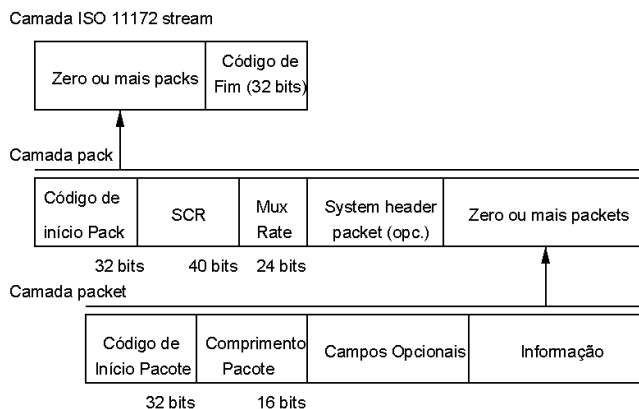 Camada ISO 11172 stream
Zero ou mais packs
Código de
Fim (32 bits)
Camada pack
Código de
início Pack
SCR
Mux
Rate
System header
packet (opc.)
Zero ou mais packets
32 bits
40 bits
24 bits
Camada packet
Código de
Início Pacote
Comprimento
Pacote
Campos Opcionais
Informação
32 bits
16 bits